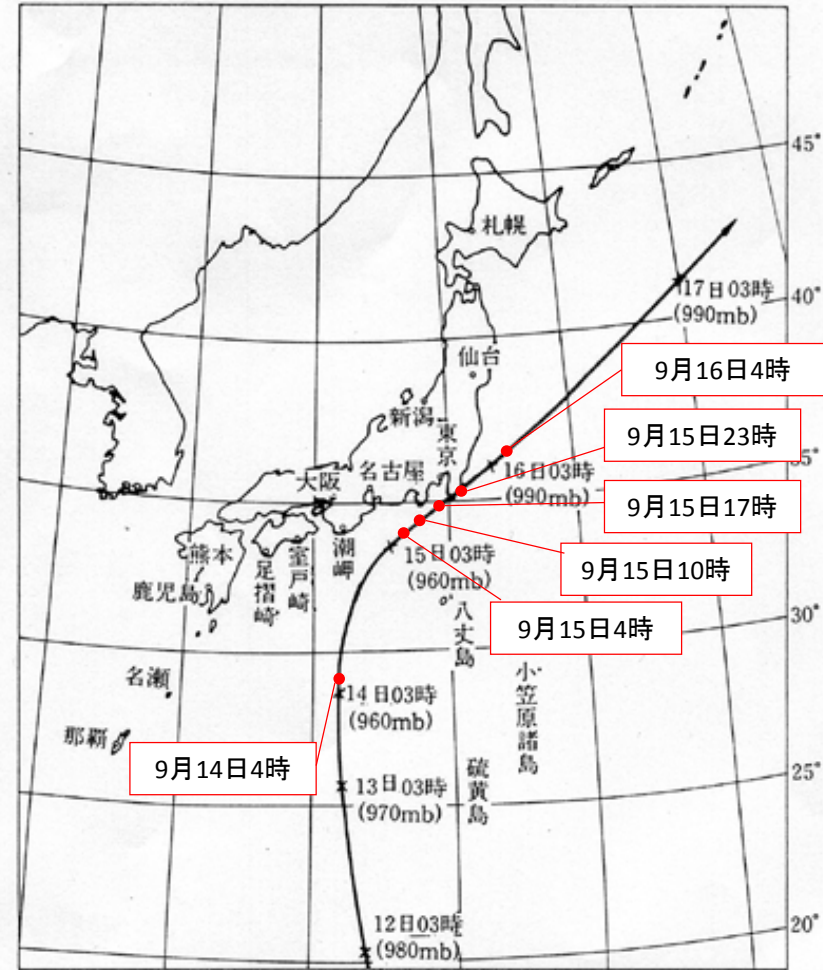 45°
札幌
17日03時
(990mb)
40°
仙台
9月16日4時
新潟
東京
9月15日23時
35°
名古屋
大阪
16日03時
(990mb)
9月15日17時
熊本
室戸崎
潮岬
15日03時
(960mb)
9月15日10時
足摺崎
鹿児島
八丈島
30°
9月15日4時
名瀬
小笠原諸島
14日03時
(960mb)
那覇
9月14日4時
硫黄島
25°
13日03時
(970mb)
20°
12日03時
(980mb)